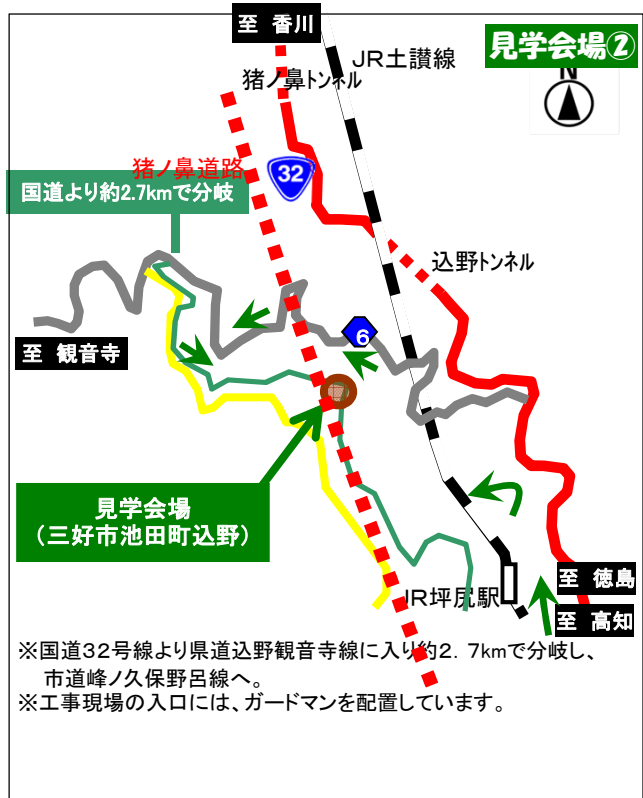 至 香川
見学会場②
JR土讃線
N
猪ノ鼻トンネル
猪ノ鼻道路
32
国道より約2.7kmで分岐
込野トンネル
6
至 観音寺
見学会場
(三好市池田町込野)
至 徳島
JR坪尻駅
至 高知
※国道32号線より県道込野観音寺線に入り約2.7kmで分岐し、
市道峰ノ久保野呂線へ。
※工事現場の入口には、ガードマンを配置しています。